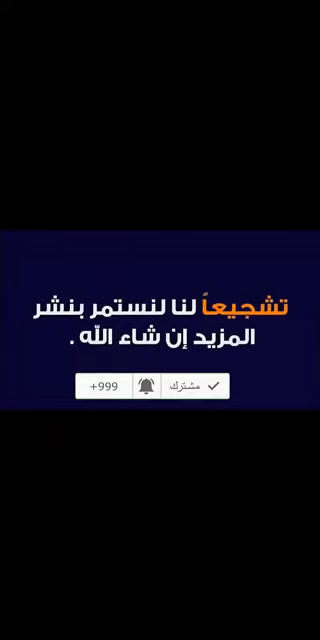 تشجيعاً لنا لنستمر بنشر
المزيد إن شاء الله .
مشترك 999+